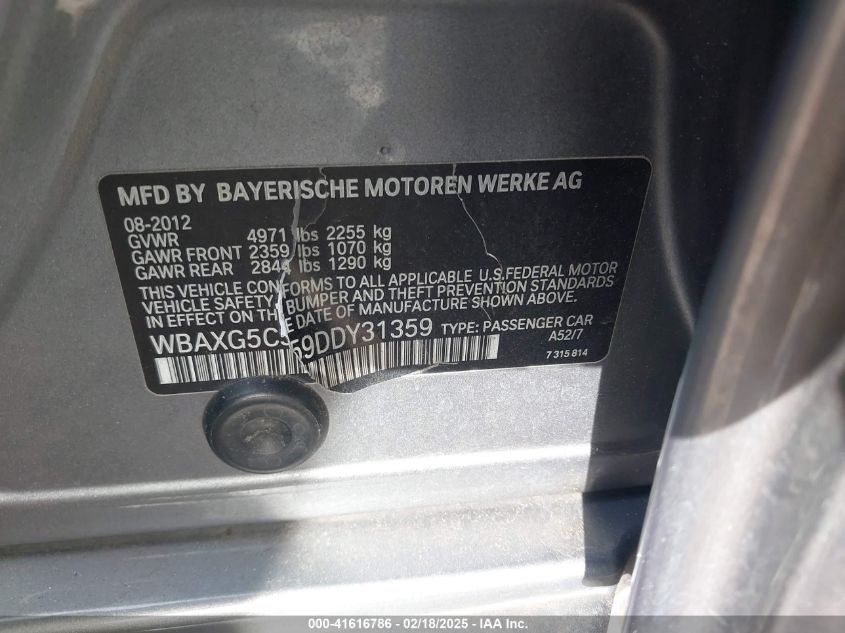 MFD BY BAYERISCHE MOTOREN WERKE AG
08-2012
GVWR 4971 lbs 2255 kg
GAWR FRONT 2359 lbs 1070 kg
GAWR REAR 2844 lbs 1290 kg
THIS VEHICLE CONFORMS TO ALL APPLICABLE U.S.FEDERAL MOTOR
VEHICLE SAFETY BUMPER AND THEFT PREVENTION STANDARDS
IN EFFECT ON THE DATE OF MANUFACTURE SHOWN ABOVE.
WBAXG5C59DDY31359 TYPE: PASSENGER CAR
A52/7
7 315 814
000-41616786 - 02/18/2025 - IAA Inc.